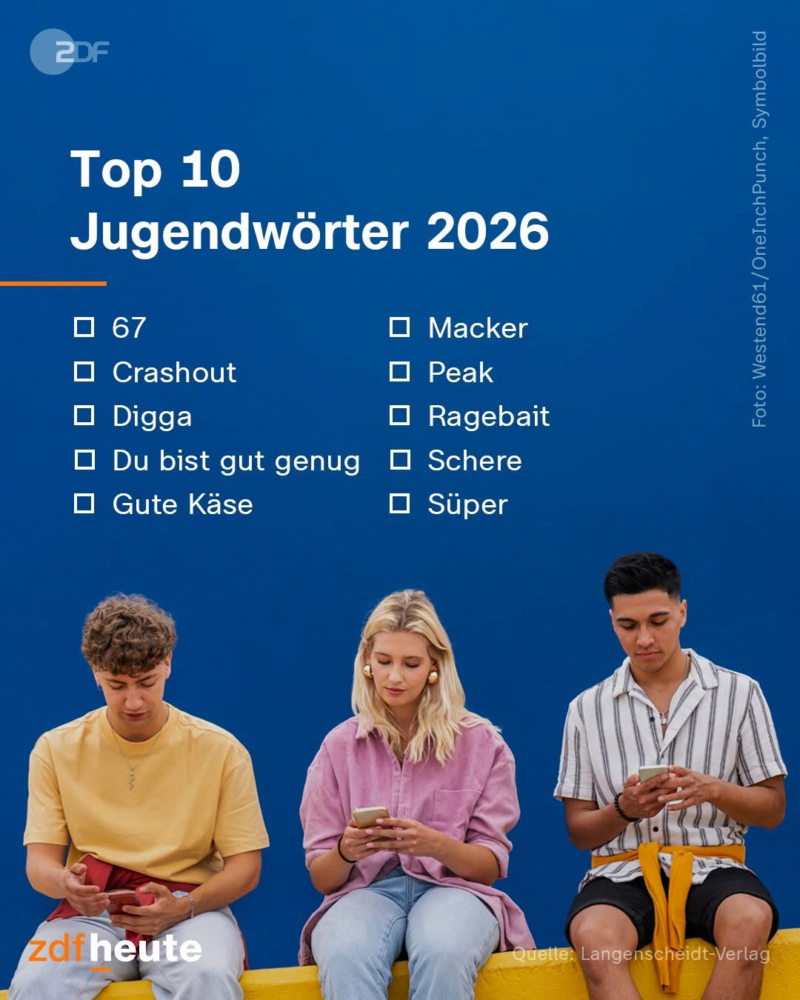 ZDF
Foto: Westend61/OneInchPunch, Symbolbild
Top 10
Jugendwörter 2026
67
Crashout
Digga
Du bist gut genug
Gute Käse
Macker
Peak
Ragebait
Schere
Süper
zdfheute
Quelle: Langenscheidt-Verlag